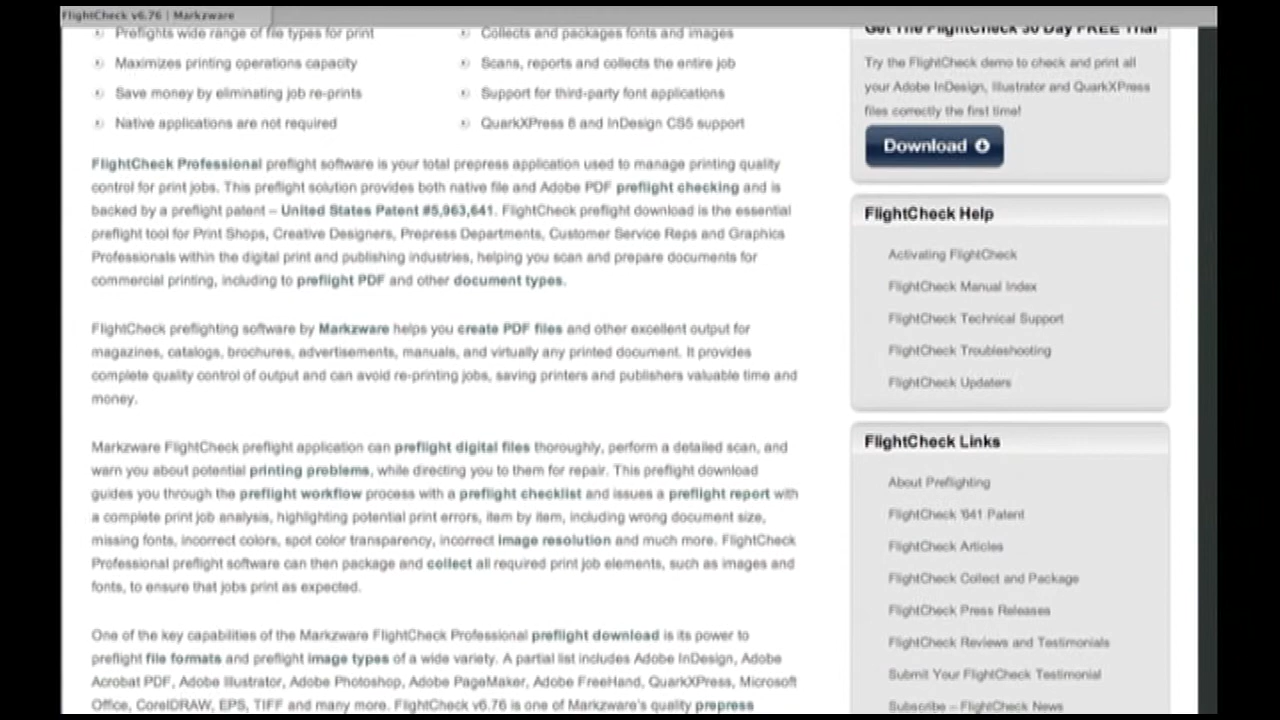 FlightCheck v6.76 | Markzware
Preflights wide range of file types for print
Maximizes printing operations capacity
Save money by eliminating job re-prints
Native applications are not required
Collects and packages fonts and images
Scans, reports and collects the entire job
Support for third-party font applications
QuarkXPress 8 and InDesign CS5 support
FlightCheck Professional preflight software is your total prepress application used to manage printing quality
control for print jobs. This preflight solution provides both native file and Adobe PDF preflight checking and is
backed by a preflight patent – United States Patent #5,963,641. FlightCheck preflight download is the essential
preflight tool for Print Shops, Creative Designers, Prepress Departments, Customer Service Reps and Graphics
Professionals within the digital print and publishing industries, helping you scan and prepare documents for
commercial printing, including to preflight PDF and other document types.
FlightCheck preflighting software by Markzware helps you create PDF files and other excellent output for
magazines, catalogs, brochures, advertisements, manuals, and virtually any printed document. It provides
complete quality control of output and can avoid re-printing jobs, saving printers and publishers valuable time and
money.
Markzware FlightCheck preflight application can preflight digital files thoroughly, perform a detailed scan, and
warn you about potential printing problems, while directing you to them for repair. This preflight download
guides you through the preflight workflow process with a preflight checklist and issues a preflight report with
a complete print job analysis, highlighting potential print errors, item by item, including wrong document size,
missing fonts, incorrect colors, spot color transparency, incorrect image resolution and much more. FlightCheck
Professional preflight software can then package and collect all required print job elements, such as images and
fonts, to ensure that jobs print as expected.
One of the key capabilities of the Markzware FlightCheck Professional preflight download is its power to
preflight file formats and preflight image types of a wide variety. A partial list includes Adobe InDesign, Adobe
Acrobat PDF, Adobe Illustrator, Adobe Photoshop, Adobe PageMaker, Adobe FreeHand, QuarkXPress, Microsoft
Office, CorelDRAW, EPS, TIFF and many more. FlightCheck v6.76 is one of Markzware's quality prepress
Get The FlightCheck 30 Day FREE Trial
Try the FlightCheck demo to check and print all
your Adobe InDesign, Illustrator and QuarkXPress
files correctly the first time!
Download
FlightCheck Help
Activating FlightCheck
FlightCheck Manual Index
FlightCheck Technical Support
FlightCheck Troubleshooting
FlightCheck Updaters
FlightCheck Links
About Preflighting
FlightCheck '641 Patent
FlightCheck Articles
FlightCheck Collect and Package
FlightCheck Press Releases
FlightCheck Reviews and Testimonials
Submit Your FlightCheck Testimonial
Subscribe – FlightCheck News